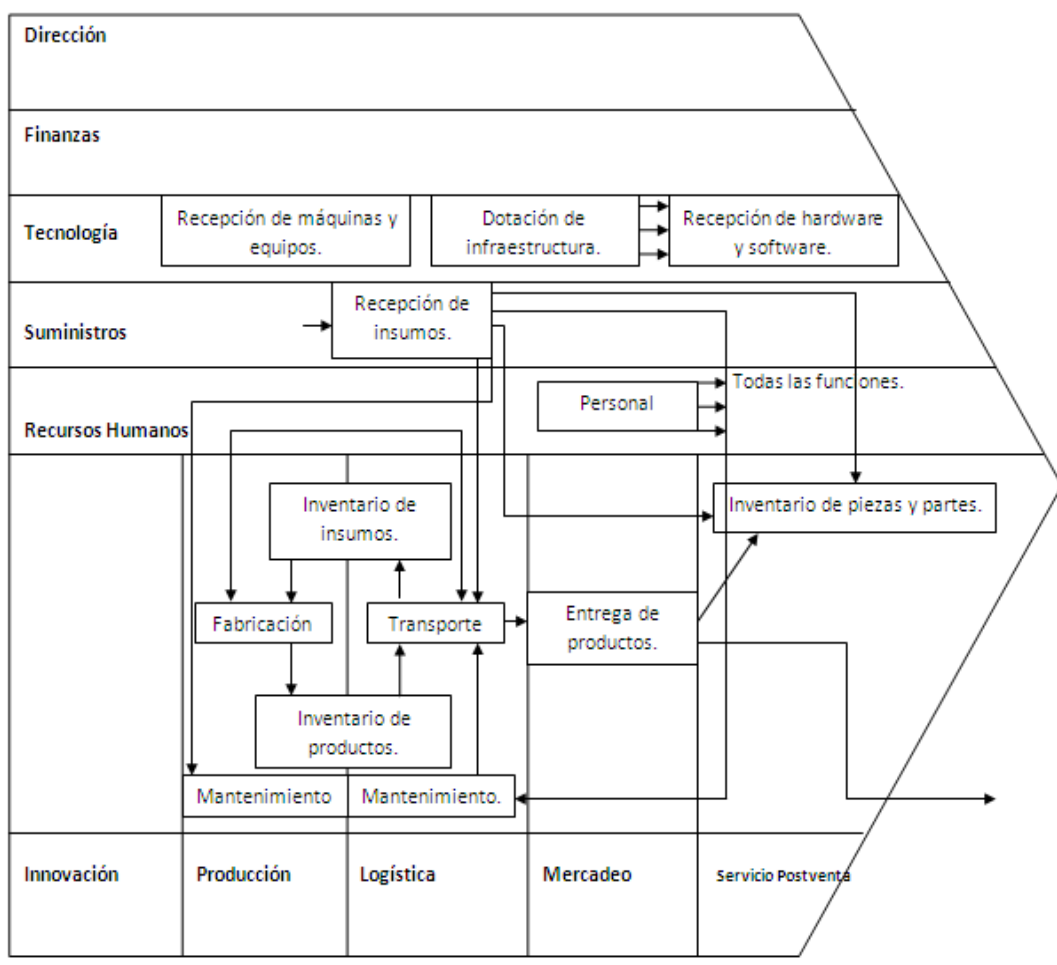 Dirección
Finanzas
Tecnología
Recepción de máquinas y
equipos.
Dotación de
infraestructura.
Recepción de hardware
y software.
Suministros
Recepción de
insumos.
Recursos Humanos
Personal
Todas las funciones.
Inventario de
insumos.
Inventario de piezas y partes.
Fabricación
Transporte
Entrega de
productos.
Inventario de
productos.
Mantenimiento
Mantenimiento.
Innovación
Producción
Logística
Mercadeo
Servicio Postventa